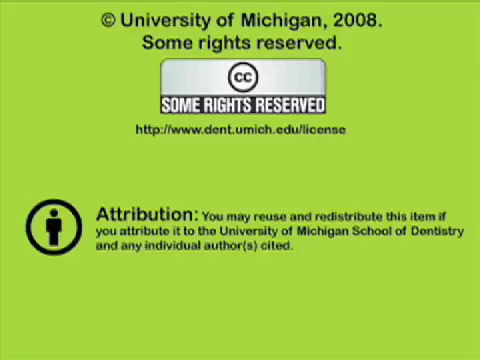 © University of Michigan, 2008.
Some rights reserved.
cc
SOME RIGHTS RESERVED
http://www.dent.umich.edu/license
Attribution: You may reuse and redistribute this item if
you attribute it to the University of Michigan School of Dentistry
and any individual author(s) cited.